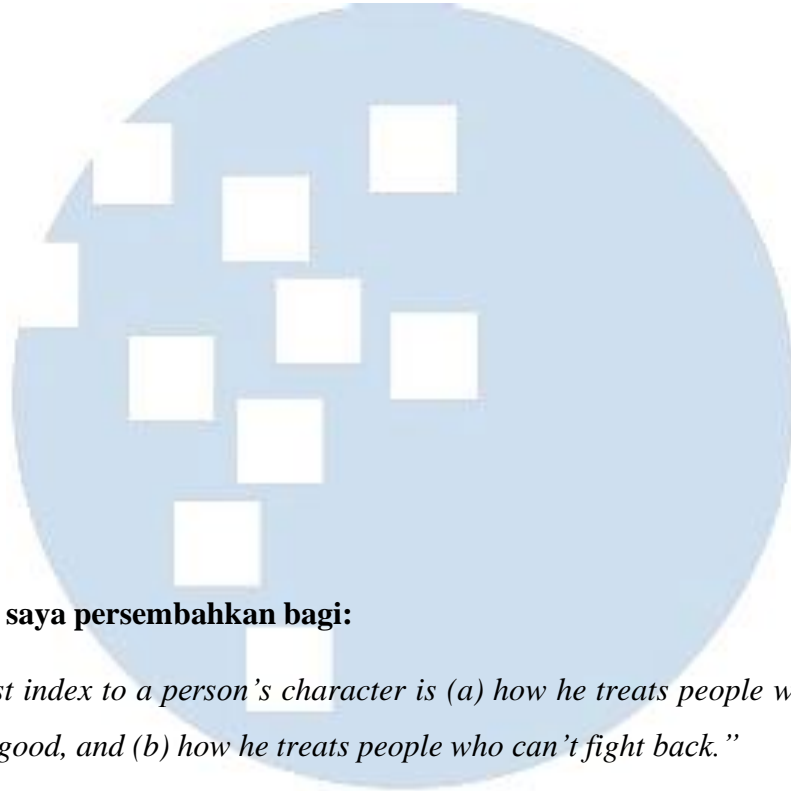 saya persembahkan bagi:
index to a person’s character is (a) how he treats people
good, and (b) how he treats people who can’t fight back.”